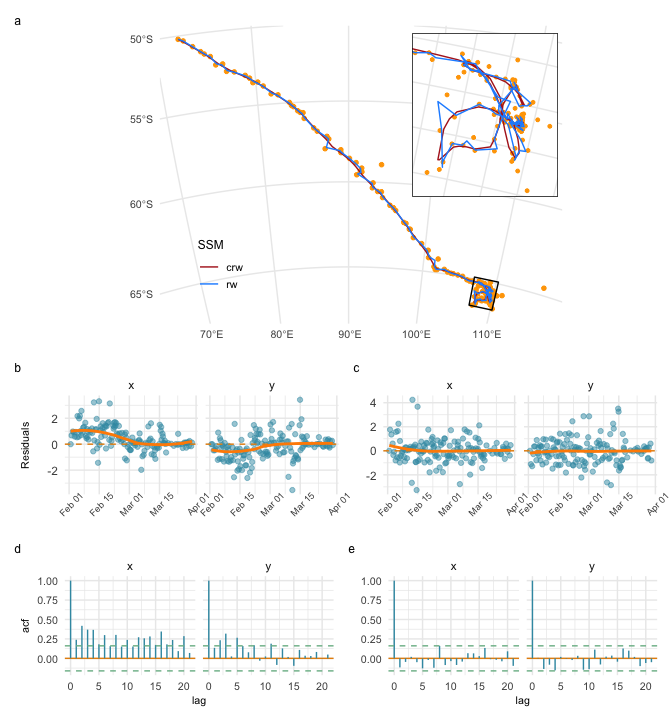 a
50°S
55°S
60°S
65°S
SSM
crw
rw
70°E 80°E 90°E 100°E 110°E
b c
x y x y
Residuals
2
0
-2
4
2
0
-2
Feb 01 Feb 15 Mar 01 Mar 15 Apr 01 Feb 01 Feb 15 Mar 01 Mar 15 Apr 01 Feb 01 Feb 15 Mar 01 Mar 15 Apr 01 Feb 01 Feb 15 Mar 01 Mar 15 Apr 01
d e
x y x y
acf
1.00
0.75
0.50
0.25
0.00
1.00
0.75
0.50
0.25
0.00
0 5 10 15 20 0 5 10 15 20 0 5 10 15 20 0 5 10 15 20
lag lag